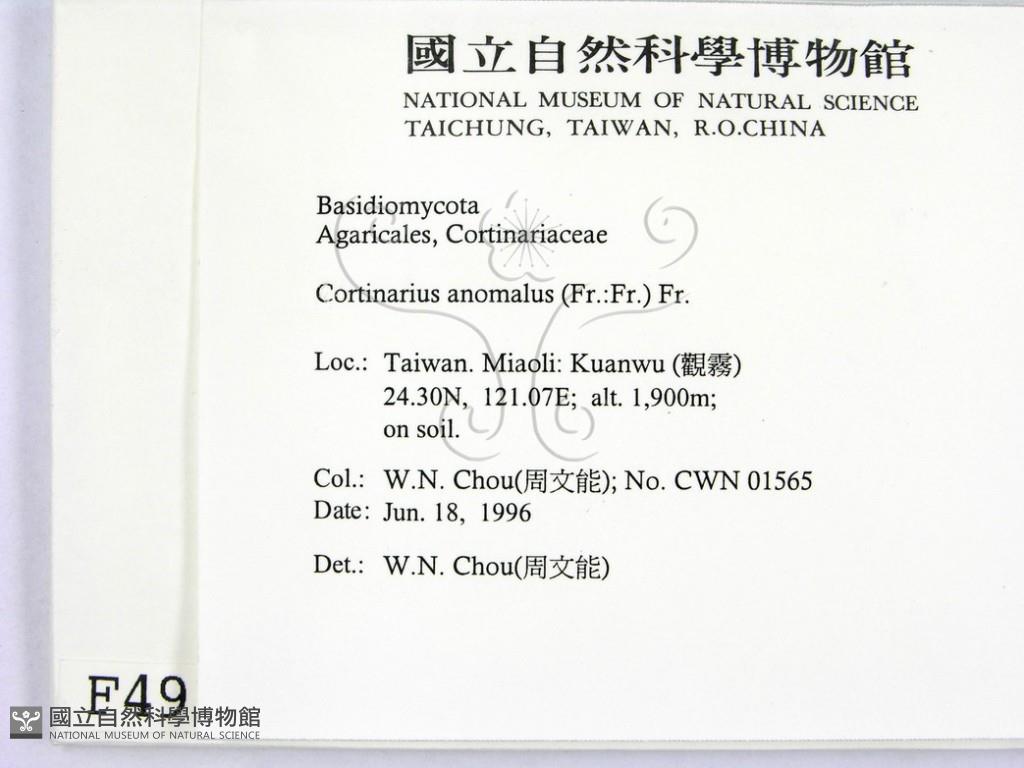 國立自然科學博物館
NATIONAL MUSEUM OF NATURAL SCIENCE
TAICHUNG, TAIWAN, R.O.CHINA
Basidiomycota
Agaricales, Cortinariaceae
Cortinarius anomalus (Fr.:Fr.) Fr.
Loc.: Taiwan. Miaoli: Kuanwu (觀霧)
24.30N, 121.07E; alt. 1,900m;
on soil.
Col.: W.N. Chou(周文能); No. CWN 01565
Date: Jun. 18, 1996
Det.: W.N. Chou(周文能)
F49
國立自然科學博物館
NATIONAL MUSEUM OF NATURAL SCIENCE